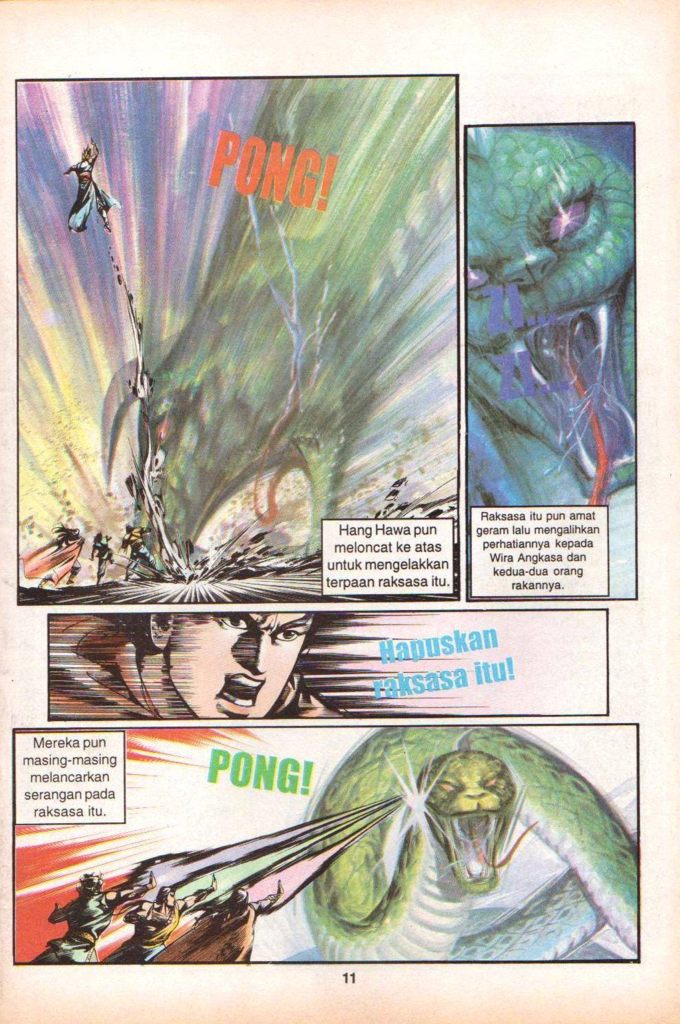 PONG!
Hang Hawa pun
meloncat ke atas
untuk mengelakkan
terpaan raksasa itu.
ZI...
ZI...
Raksasa itu pun amat
geram lalu mengalihkan
perhatiannya kepada
Wira Angkasa dan
kedua-dua orang
rakannya.
Hapuskan
raksasa itu!
Mereka pun
masing-masing
melancarkan
serangan pada
raksasa itu.
PONG!
11